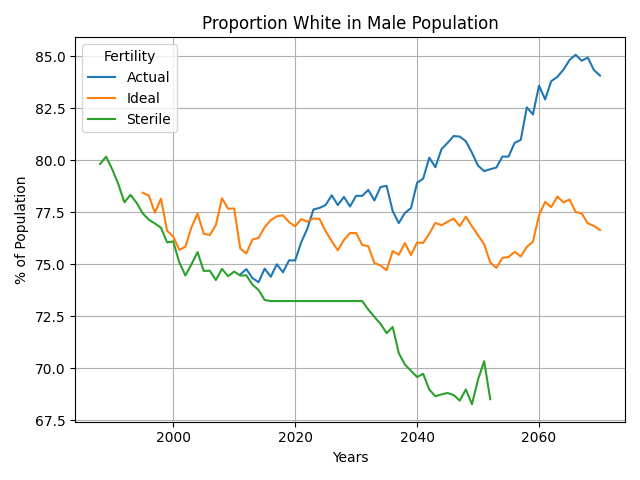 Proportion White in Male Population
Fertility
Actual
Ideal
Sterile
% of Population
85.0
82.5
80.0
77.5
75.0
72.5
70.0
67.5
2000
2020
2040
2060
Years